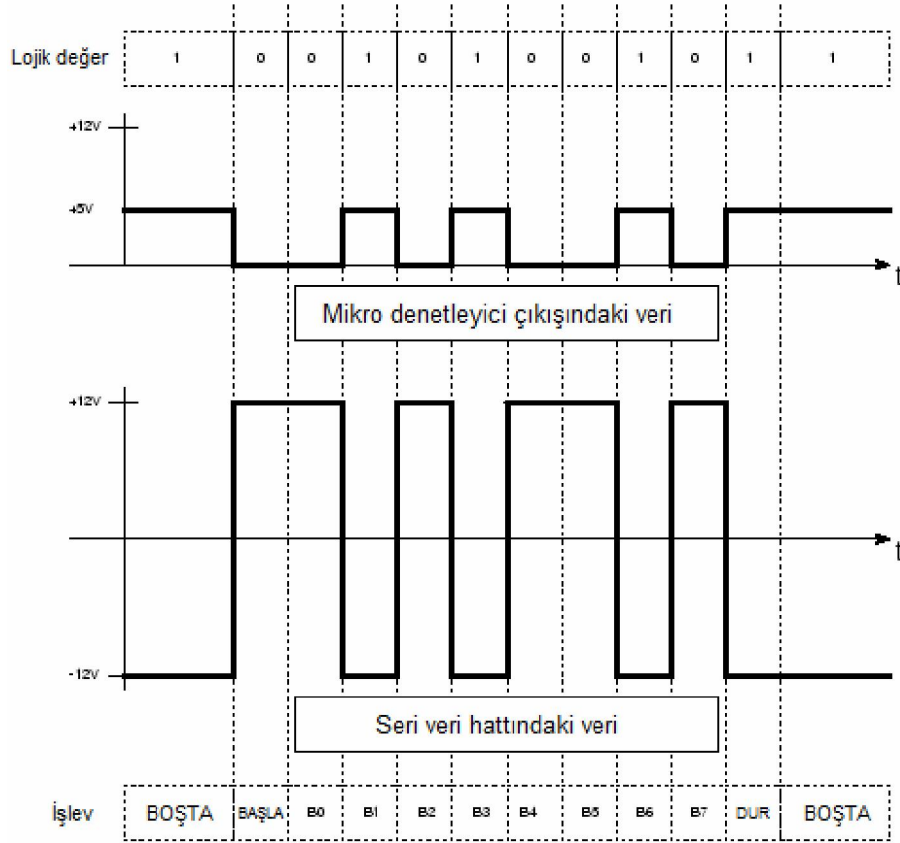 Lojik değer 1 0 0 1 0 1 0 0 1 0 1 1
+12V
+5V
t
Mikro denetleyici çıkışındaki veri
+12V
t
-12V
Seri veri hattındaki veri
İşlev BOŞTA BAŞLA B0 B1 B2 B3 B4 B5 B6 B7 DUR BOŞTA